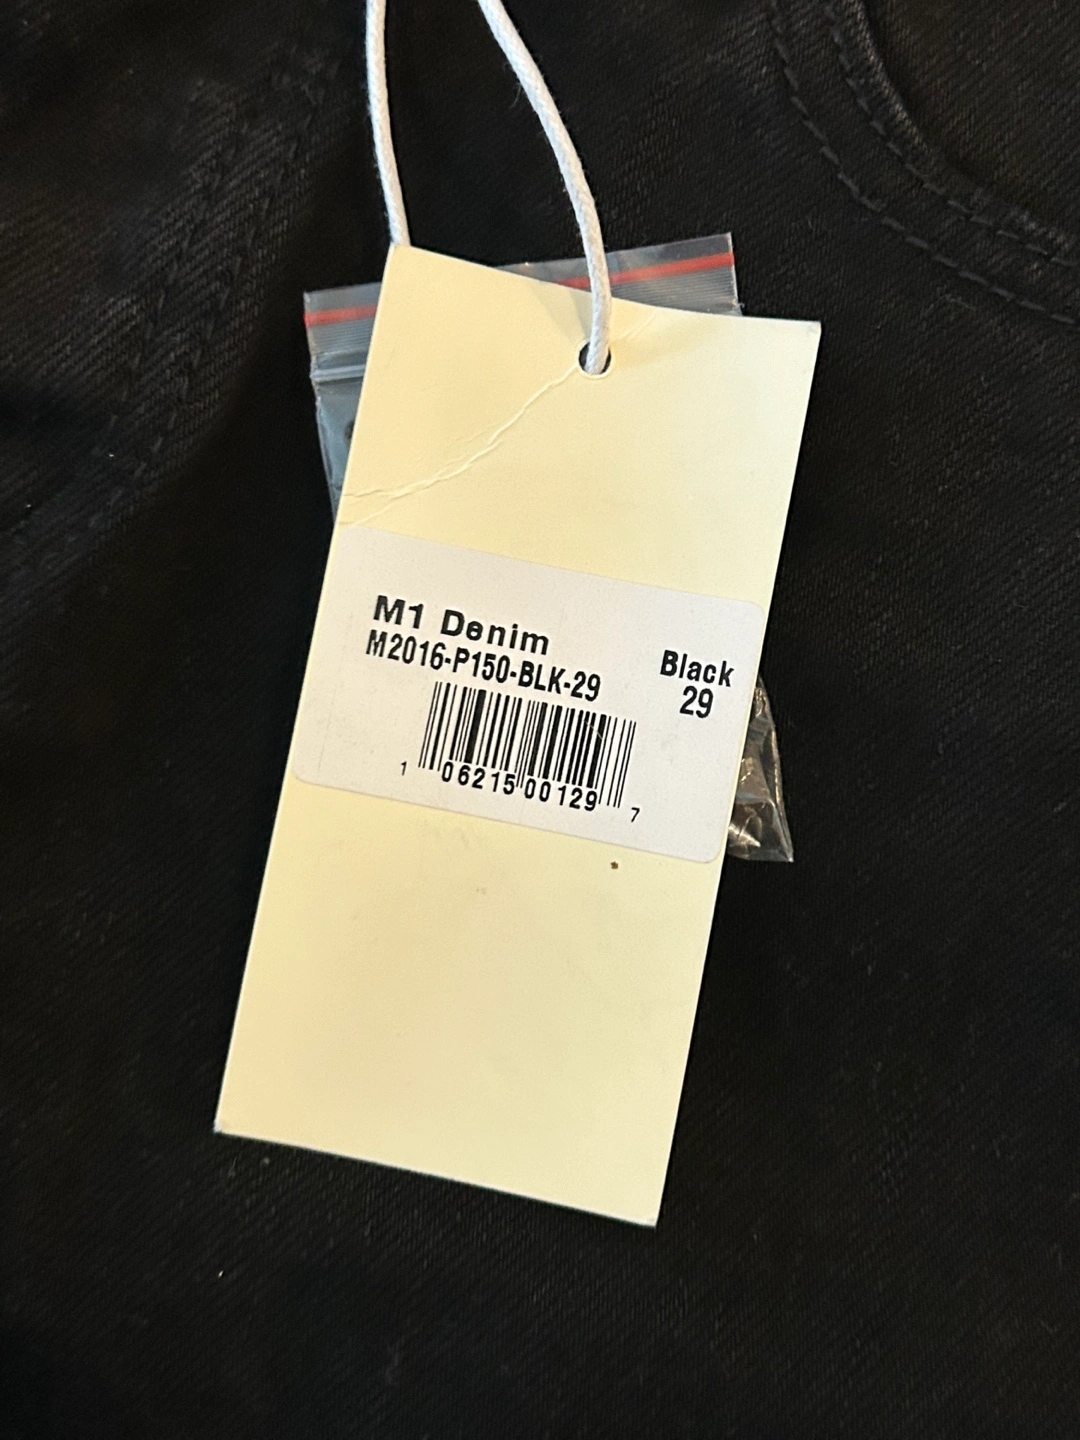 M1 Denim
M2016-P150-BLK-29
Black
29
1 06215 00129 7